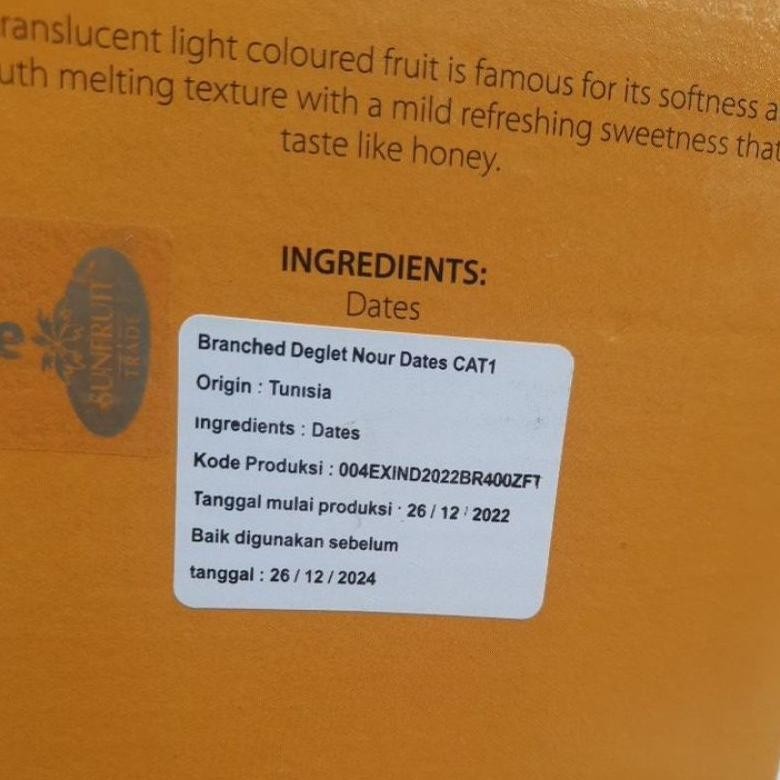 ranslucent light coloured fruit is famous for its softness a
uth melting texture with a mild refreshing sweetness that
taste like honey.
INGREDIENTS:
Dates
e
SUNFRUIT
TRADE
Branched Deglet Nour Dates CAT1
Origin : Tunisia
Ingredients : Dates
Kode Produksi : 004EXIND2022BR400ZFT
Tanggal mulai produksi : 26 / 12 / 2022
Baik digunakan sebelum
tanggal : 26 / 12 / 2024